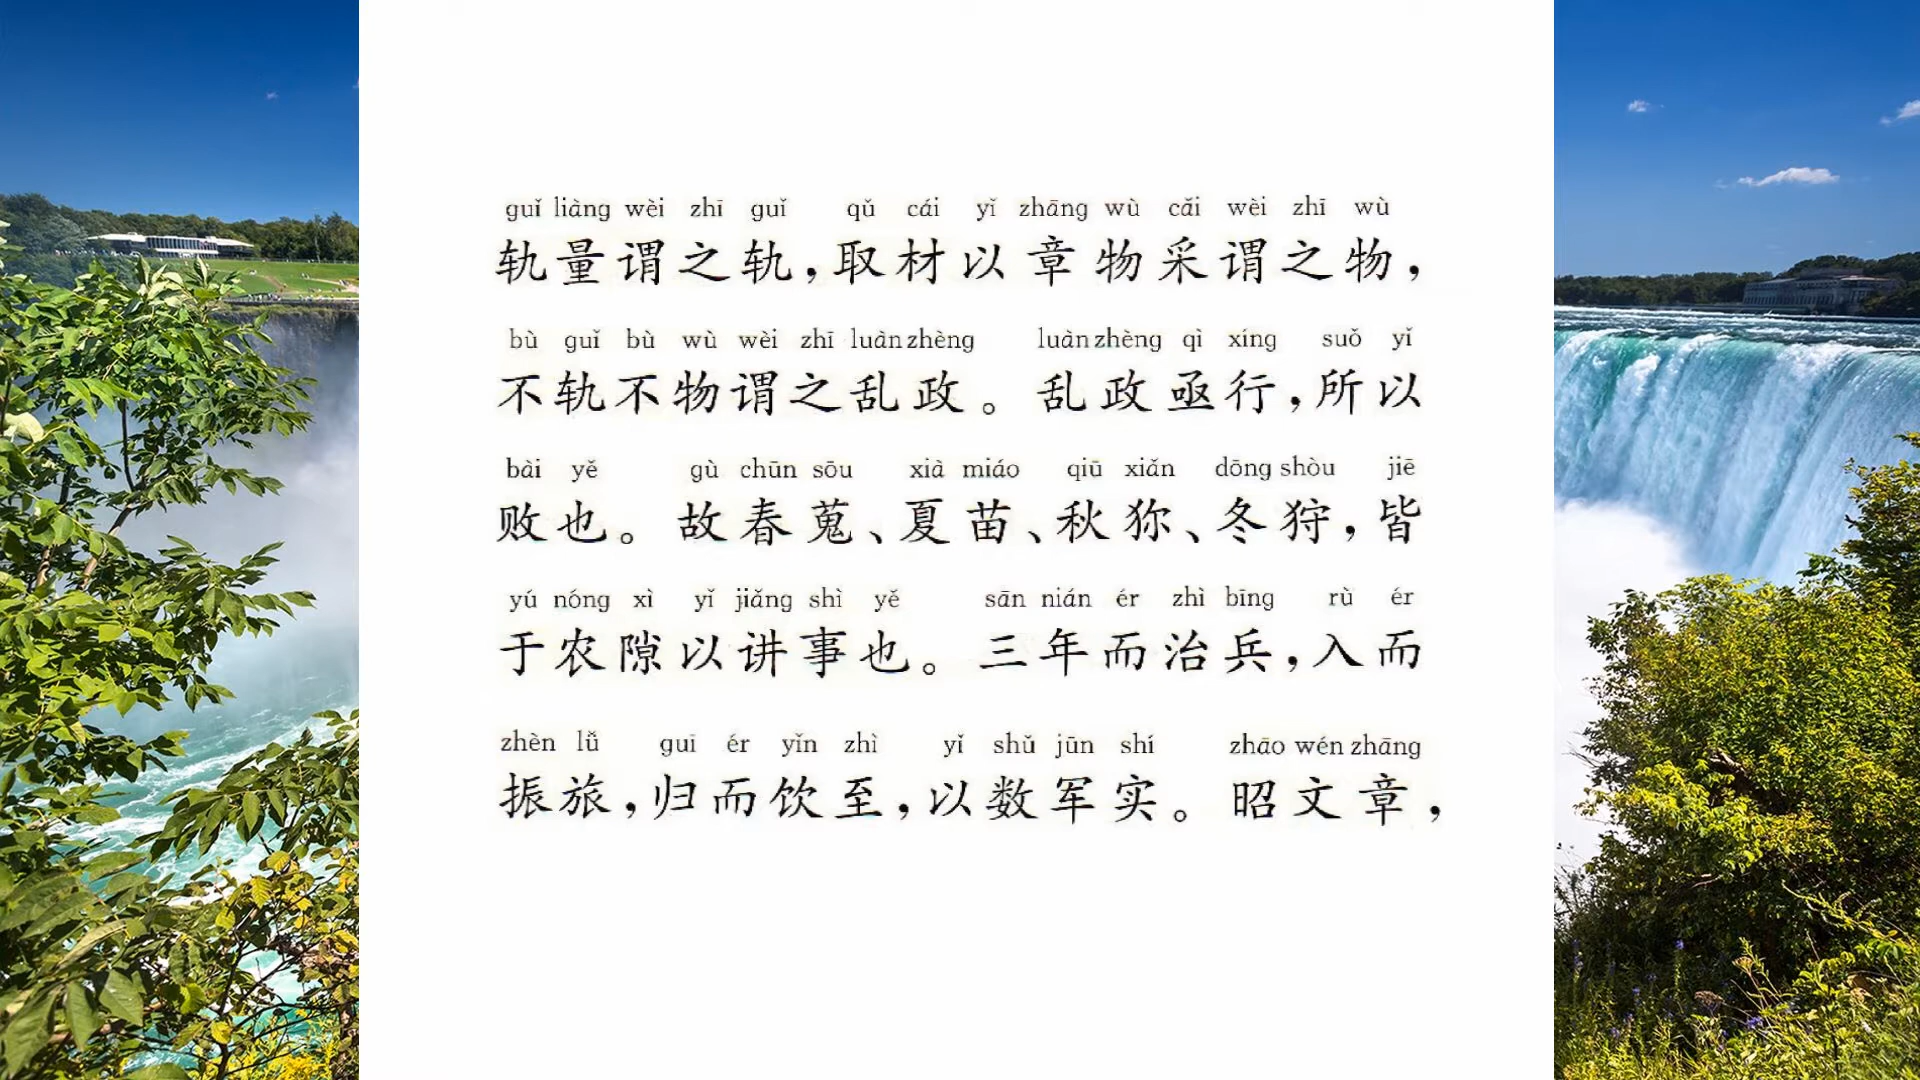 guǐ liàng wèi zhī guǐ qǔ cái yǐ zhāng wù cǎi wèi zhī wù
轨量谓之轨，取材以章物采谓之物，
bù guǐ bù wù wèi zhī luàn zhèng luàn zhèng qì xíng suǒ yǐ
不轨不物谓之乱政。乱政亟行，所以
bài yě gù chūn sōu xià miáo qiū xiǎn dōng shòu jiē
败也。故春蒐、夏苗、秋狝、冬狩，皆
yú nóng xì yǐ jiǎng shì yě sān nián ér zhì bīng rù ér
于农隙以讲事也。三年而治兵，入而
zhèn lǚ guī ér yǐn zhì yǐ shǔ jūn shí zhāo wén zhāng
振旅，归而饮至，以数军实。昭文章，